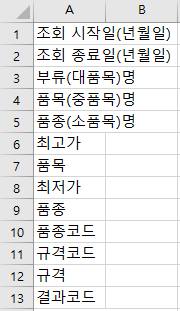 A B
1 조회 시작일(년월일)
2 조회 종료일(년월일)
3 부류(대품목)명
4 품목(중품목)명
5 품종(소품목)명
6 최고가
7 품목
8 최저가
9 품종
10 품종코드
11 규격코드
12 규격
13 결과코드